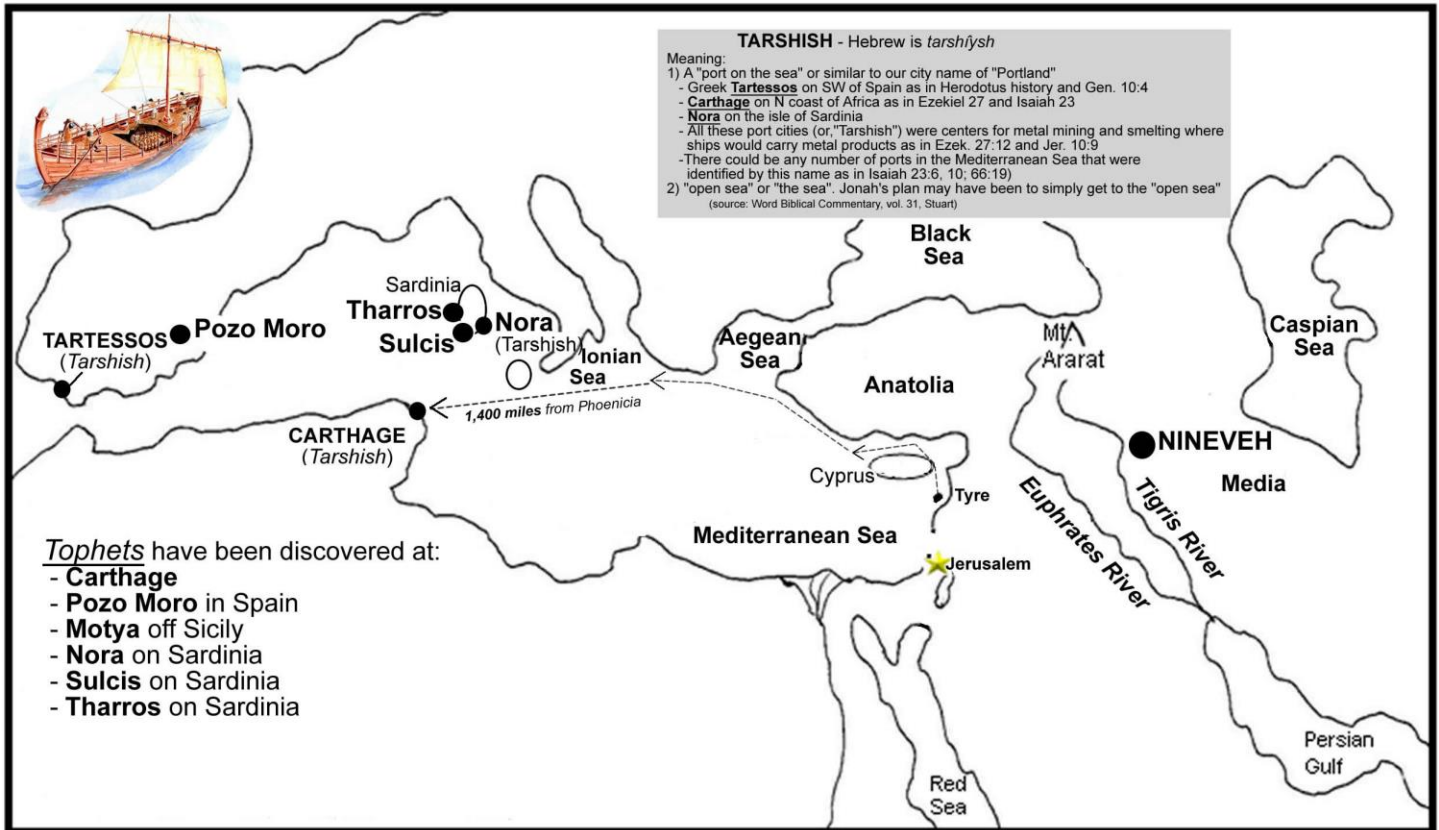 TARSHISH - Hebrew is tarshíysh
Meaning:
1) A "port on the sea" or similar to our city name of "Portland"
- Greek Tartessos on SW of Spain as in Herodotus history and Gen. 10:4
- Carthage on N coast of Africa as in Ezekiel 27 and Isaiah 23
- Nora on the isle of Sardinia
- All these port cities (or,"Tarshish") were centers for metal mining and smelting where
ships would carry metal products as in Ezek. 27:12 and Jer. 10:9
-There could be any number of ports in the Mediterranean Sea that were
identified by this name as in Isaiah 23:6, 10; 66:19)
2) "open sea" or "the sea". Jonah's plan may have been to simply get to the "open sea"
(source: Word Biblical Commentary, vol. 31, Stuart)
Black
Sea
Sardinia
Tharros
Sulcis
Nora
(Tarshish)
Pozo Moro
TARTESSOS
(Tarshish)
Ionian
Sea
Aegean
Sea
Anatolia
Mt.
Ararat
Caspian
Sea
1,400 miles from Phoenicia
CARTHAGE
(Tarshish)
NINEVEH
Media
Cyprus
Tyre
Euphrates River
Tigris River
Mediterranean Sea
Jerusalem
Tophets have been discovered at:
- Carthage
- Pozo Moro in Spain
- Motya off Sicily
- Nora on Sardinia
- Sulcis on Sardinia
- Tharros on Sardinia
Persian
Gulf
Red
Sea